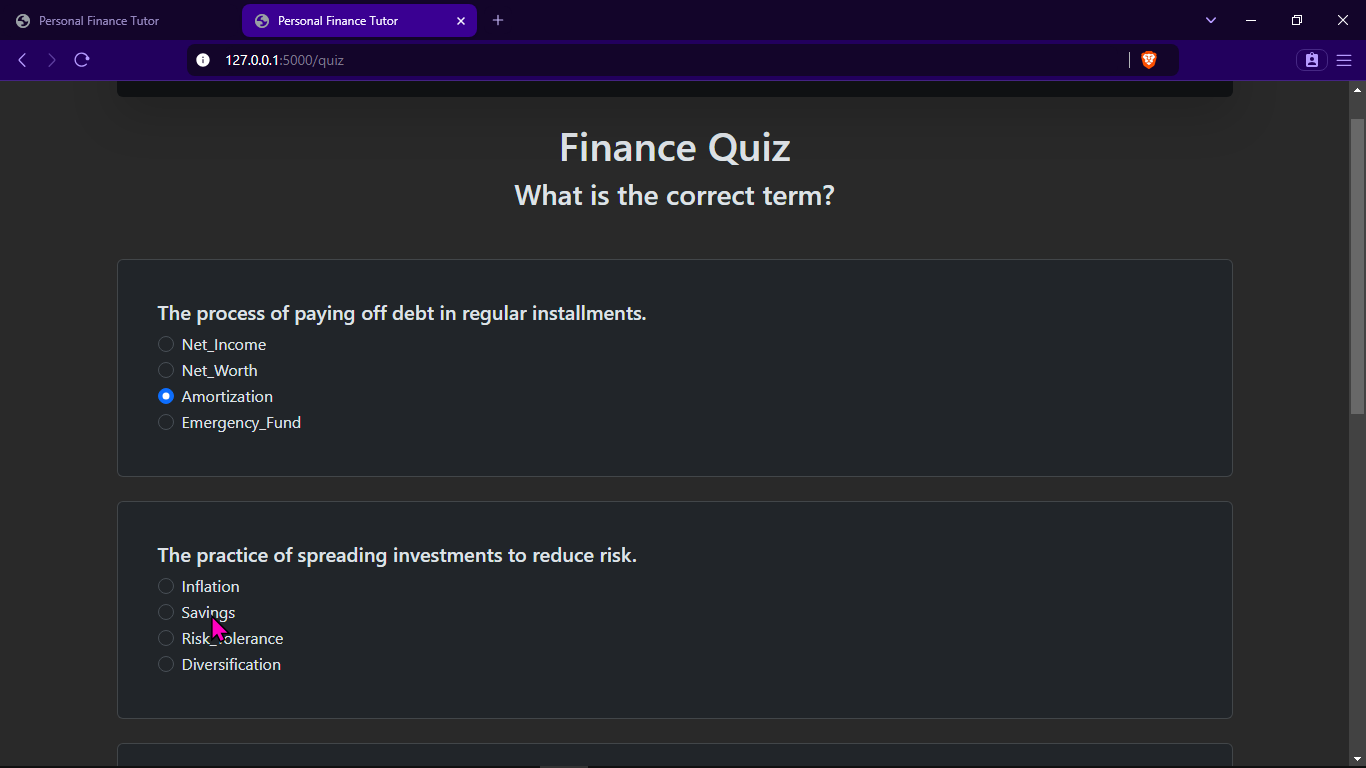 Personal Finance Tutor
Personal Finance Tutor
127.0.0.1:5000/quiz
Finance Quiz
What is the correct term?
The process of paying off debt in regular installments.
Net_Income
Net_Worth
Amortization
Emergency_Fund
The practice of spreading investments to reduce risk.
Inflation
Savings
Risk_Tolerance
Diversification